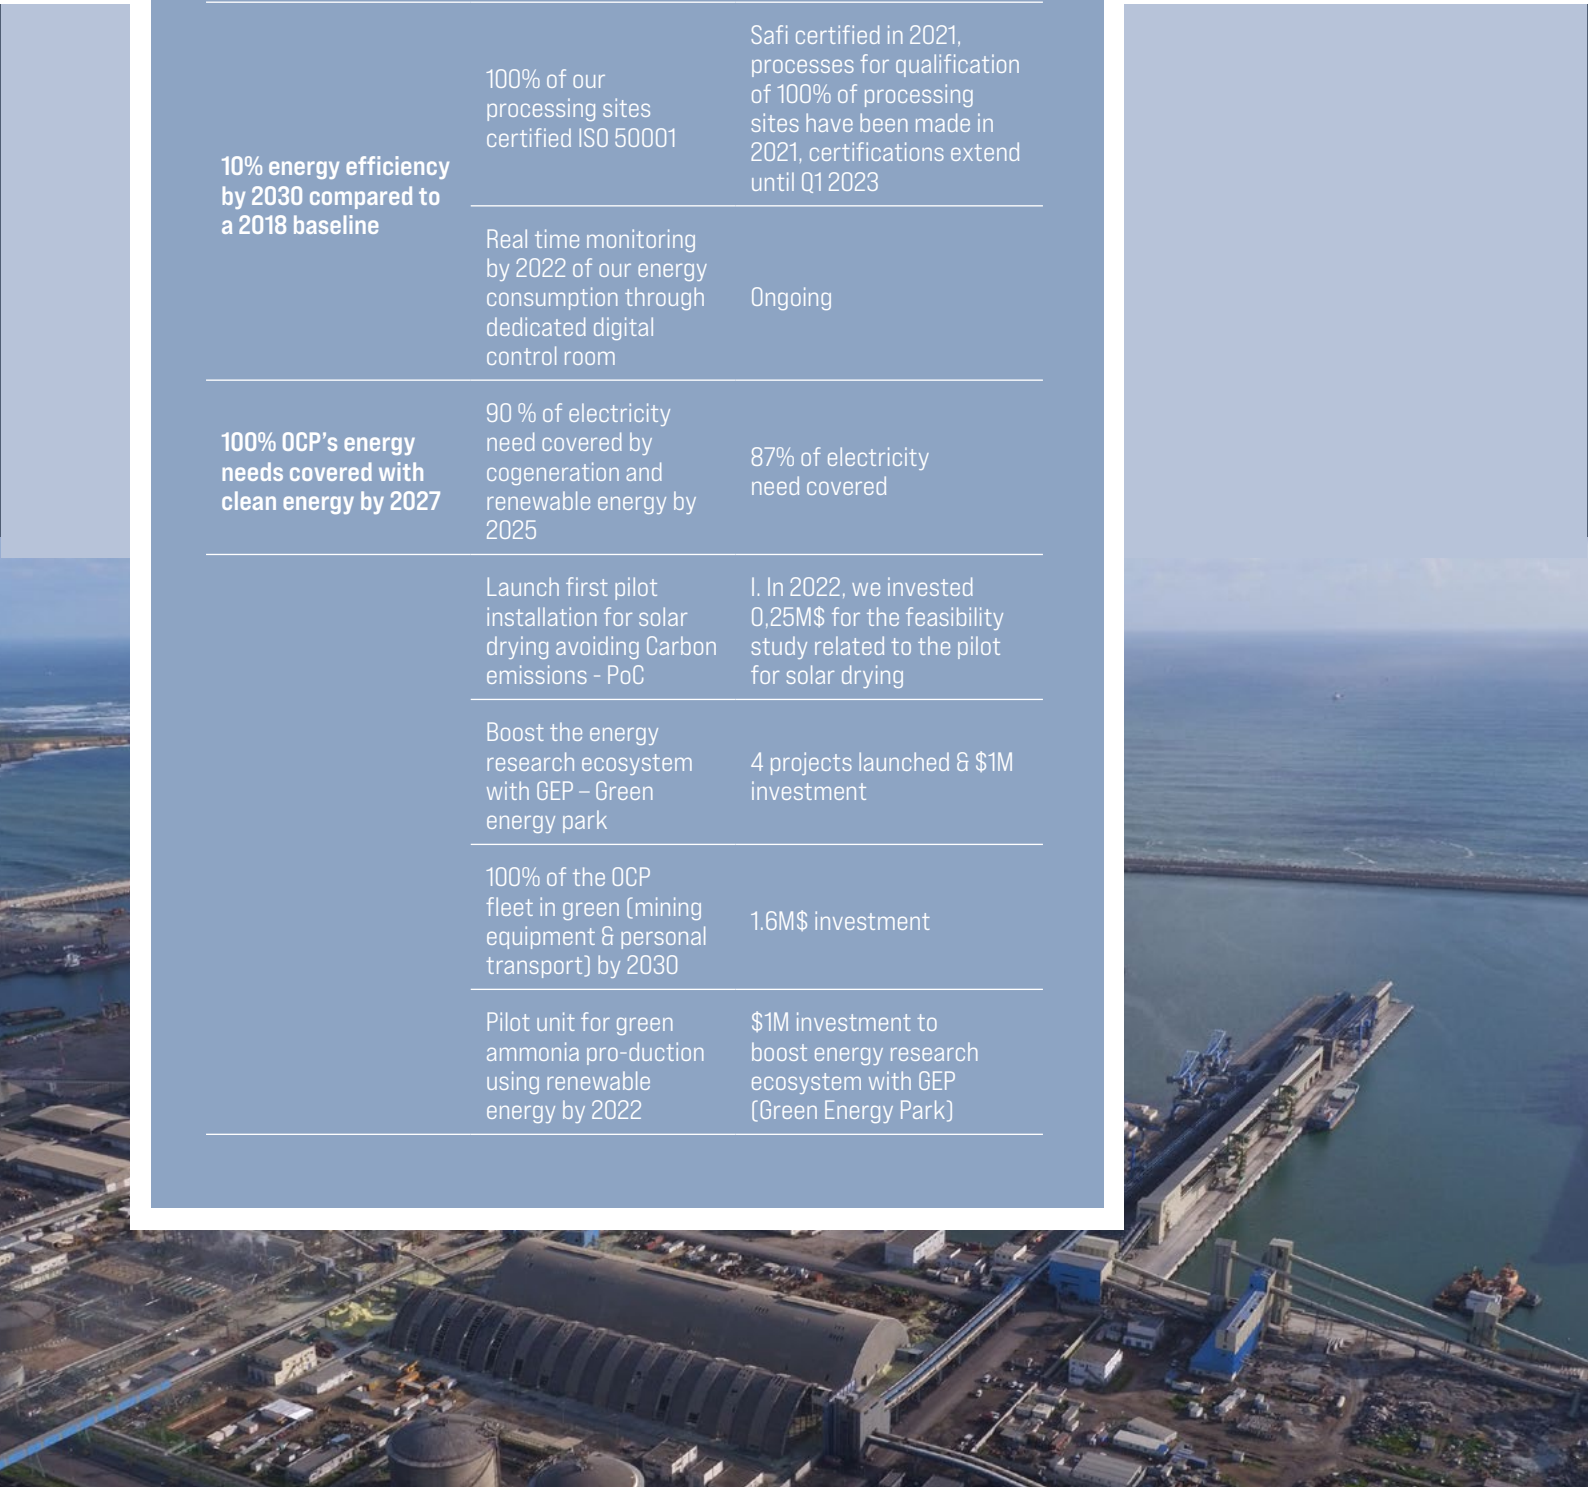 10% energy efficiency
by 2030 compared to
a 2018 baseline
100% of our
processing sites
certified ISO 50001
Safi certified in 2021,
processes for qualification
of 100% of processing
sites have been made in
2021, certifications extend
until Q1 2023
Real time monitoring
by 2022 of our energy
consumption through
dedicated digital
control room
Ongoing
100% OCP’s energy
needs covered with
clean energy by 2027
90 % of electricity
need covered by
cogeneration and
renewable energy by
2025
87% of electricity
need covered
Launch first pilot
installation for solar
drying avoiding Carbon
emissions - PoC
I. In 2022, we invested
0,25M$ for the feasibility
study related to the pilot
for solar drying
Boost the energy
research ecosystem
with GEP – Green
energy park
4 projects launched & $1M
investment
100% of the OCP
fleet in green (mining
equipment & personal
transport) by 2030
1.6M$ investment
Pilot unit for green
ammonia pro-duction
using renewable
energy by 2022
$1M investment to
boost energy research
ecosystem with GEP
(Green Energy Park)